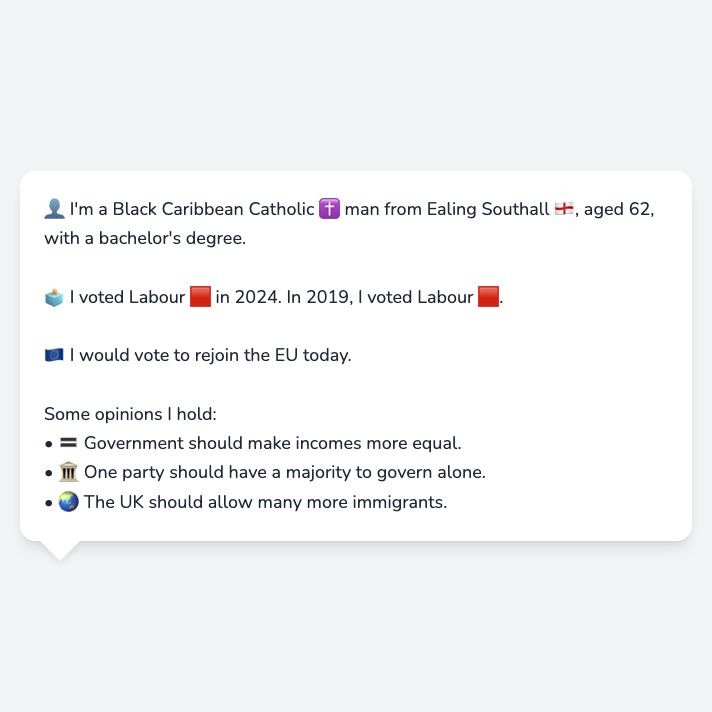 👤 I'm a Black Caribbean Catholic ✝️ man from Ealing Southall 🏴󠁧󠁢󠁥󠁮󠁧󠁿, aged 62,
with a bachelor's degree.
🗳️ I voted Labour 🟥 in 2024. In 2019, I voted Labour 🟥.
🇪🇺 I would vote to rejoin the EU today.
Some opinions I hold:
• 🟰 Government should make incomes more equal.
• 🏛️ One party should have a majority to govern alone.
• 🌏 The UK should allow many more immigrants.